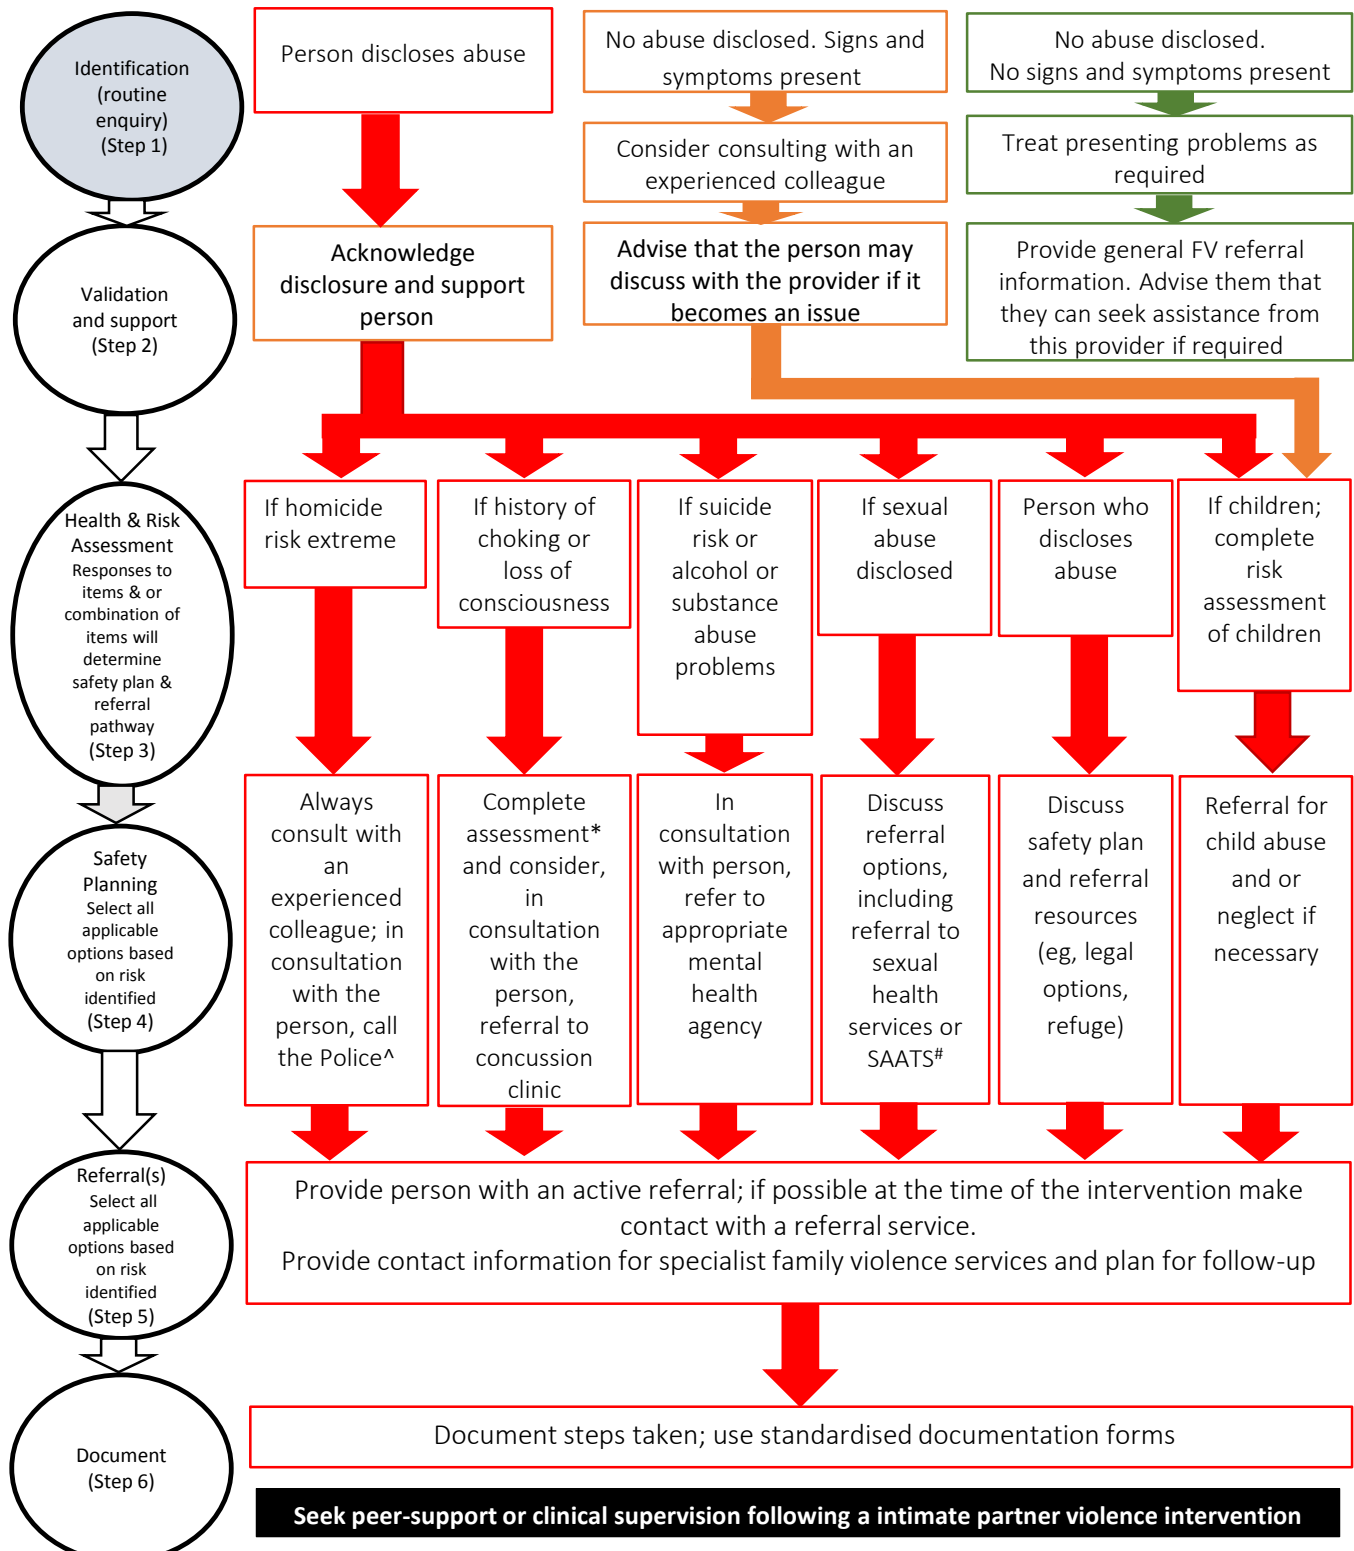 Identification
(routine
enquiry)
(Step 1)
Person discloses abuse
No abuse disclosed. Signs and
symptoms present
No abuse disclosed.
No signs and symptoms present
Consider consulting with an
experienced colleague
Treat presenting problems as
required
Validation
and support
(Step 2)
Acknowledge
disclosure and support
person
Advise that the person may
discuss with the provider if it
becomes an issue
Provide general FV referral
information. Advise them that
they can seek assistance from
this provider if required
Health & Risk
Assessment
Responses to
items & or
combination of
items will
determine
safety plan &
referral
pathway
(Step 3)
If homicide
risk extreme
If history of
choking or
loss of
consciousness
If suicide
risk or
alcohol or
substance
abuse
problems
If sexual
abuse
disclosed
Person who
discloses
abuse
If children;
complete
risk
assessment
of children
Safety
Planning
Select all
applicable
options based
on risk
identified
(Step 4)
Always
consult with
an
experienced
colleague; in
consultation
with the
person, call
the Police^
Complete
assessment*
and consider,
in
consultation
with the
person,
referral to
concussion
clinic
In
consultation
with person,
refer to
appropriate
mental
health
agency
Discuss
referral
options,
including
referral to
sexual
health
services or
SAATS#
Discuss
safety plan
and referral
resources
(eg, legal
options,
refuge)
Referral for
child abuse
and or
neglect if
necessary
Referral(s)
Select all
applicable
options based
on risk
identified
(Step 5)
Provide person with an active referral; if possible at the time of the intervention make
contact with a referral service.
Provide contact information for specialist family violence services and plan for follow-up
Document
(Step 6)
Document steps taken; use standardised documentation forms
Seek peer-support or clinical supervision following a intimate partner violence intervention